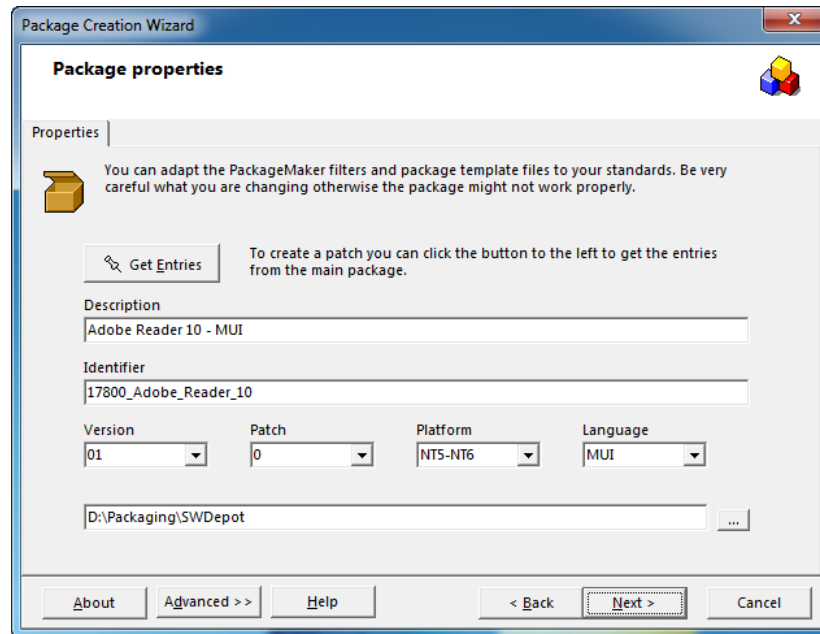 Package Creation Wizard
Package properties
Properties
You can adapt the PackageMaker filters and package template files to your standards. Be very
careful what you are changing otherwise the package might not work properly.
Get Entries
To create a patch you can click the button to the left to get the entries
from the main package.
Description
Adobe Reader 10 - MUI
Identifier
17800_Adobe_Reader_10
Version Patch Platform Language
01 0 NT5-NT6 MUI
D:\Packaging\SWDepot
...
About Advanced >> Help < Back Next > Cancel